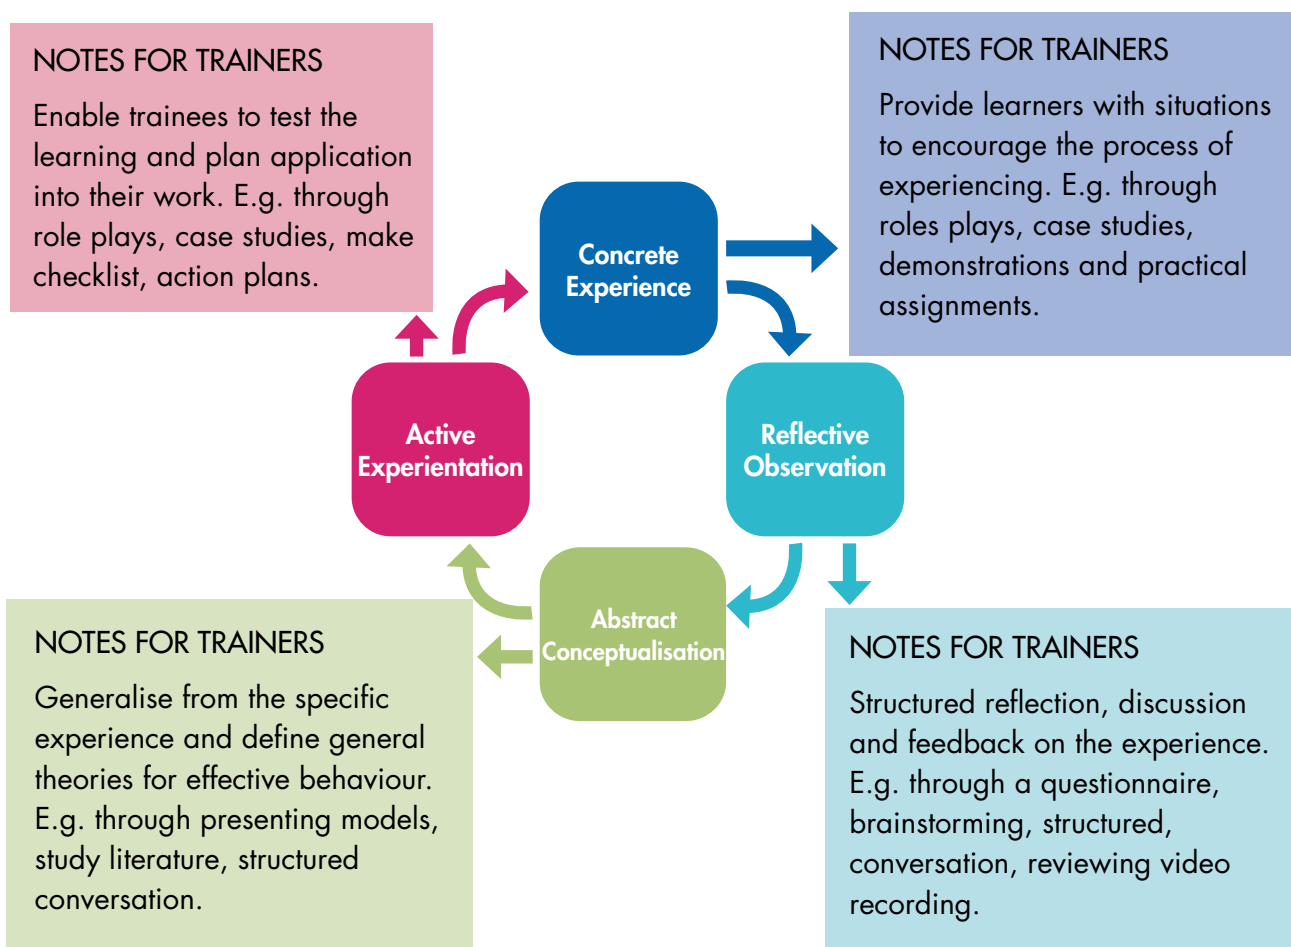 NOTES FOR TRAINERS
Enable trainees to test the
learning and plan application
into their work. E.g. through
role plays, case studies, make
checklist, action plans.
NOTES FOR TRAINERS
Provide learners with situations
to encourage the process of
experiencing. E.g. through
roles plays, case studies,
demonstrations and practical
assignments.
Concrete
Experience
Active
Experientation
Reflective
Observation
Abstract
Conceptualisation
NOTES FOR TRAINERS
Generalise from the specific
experience and define general
theories for effective behaviour.
E.g. through presenting models,
study literature, structured
conversation.
NOTES FOR TRAINERS
Structured reflection, discussion
and feedback on the experience.
E.g. through a questionnaire,
brainstorming, structured,
conversation, reviewing video
recording.